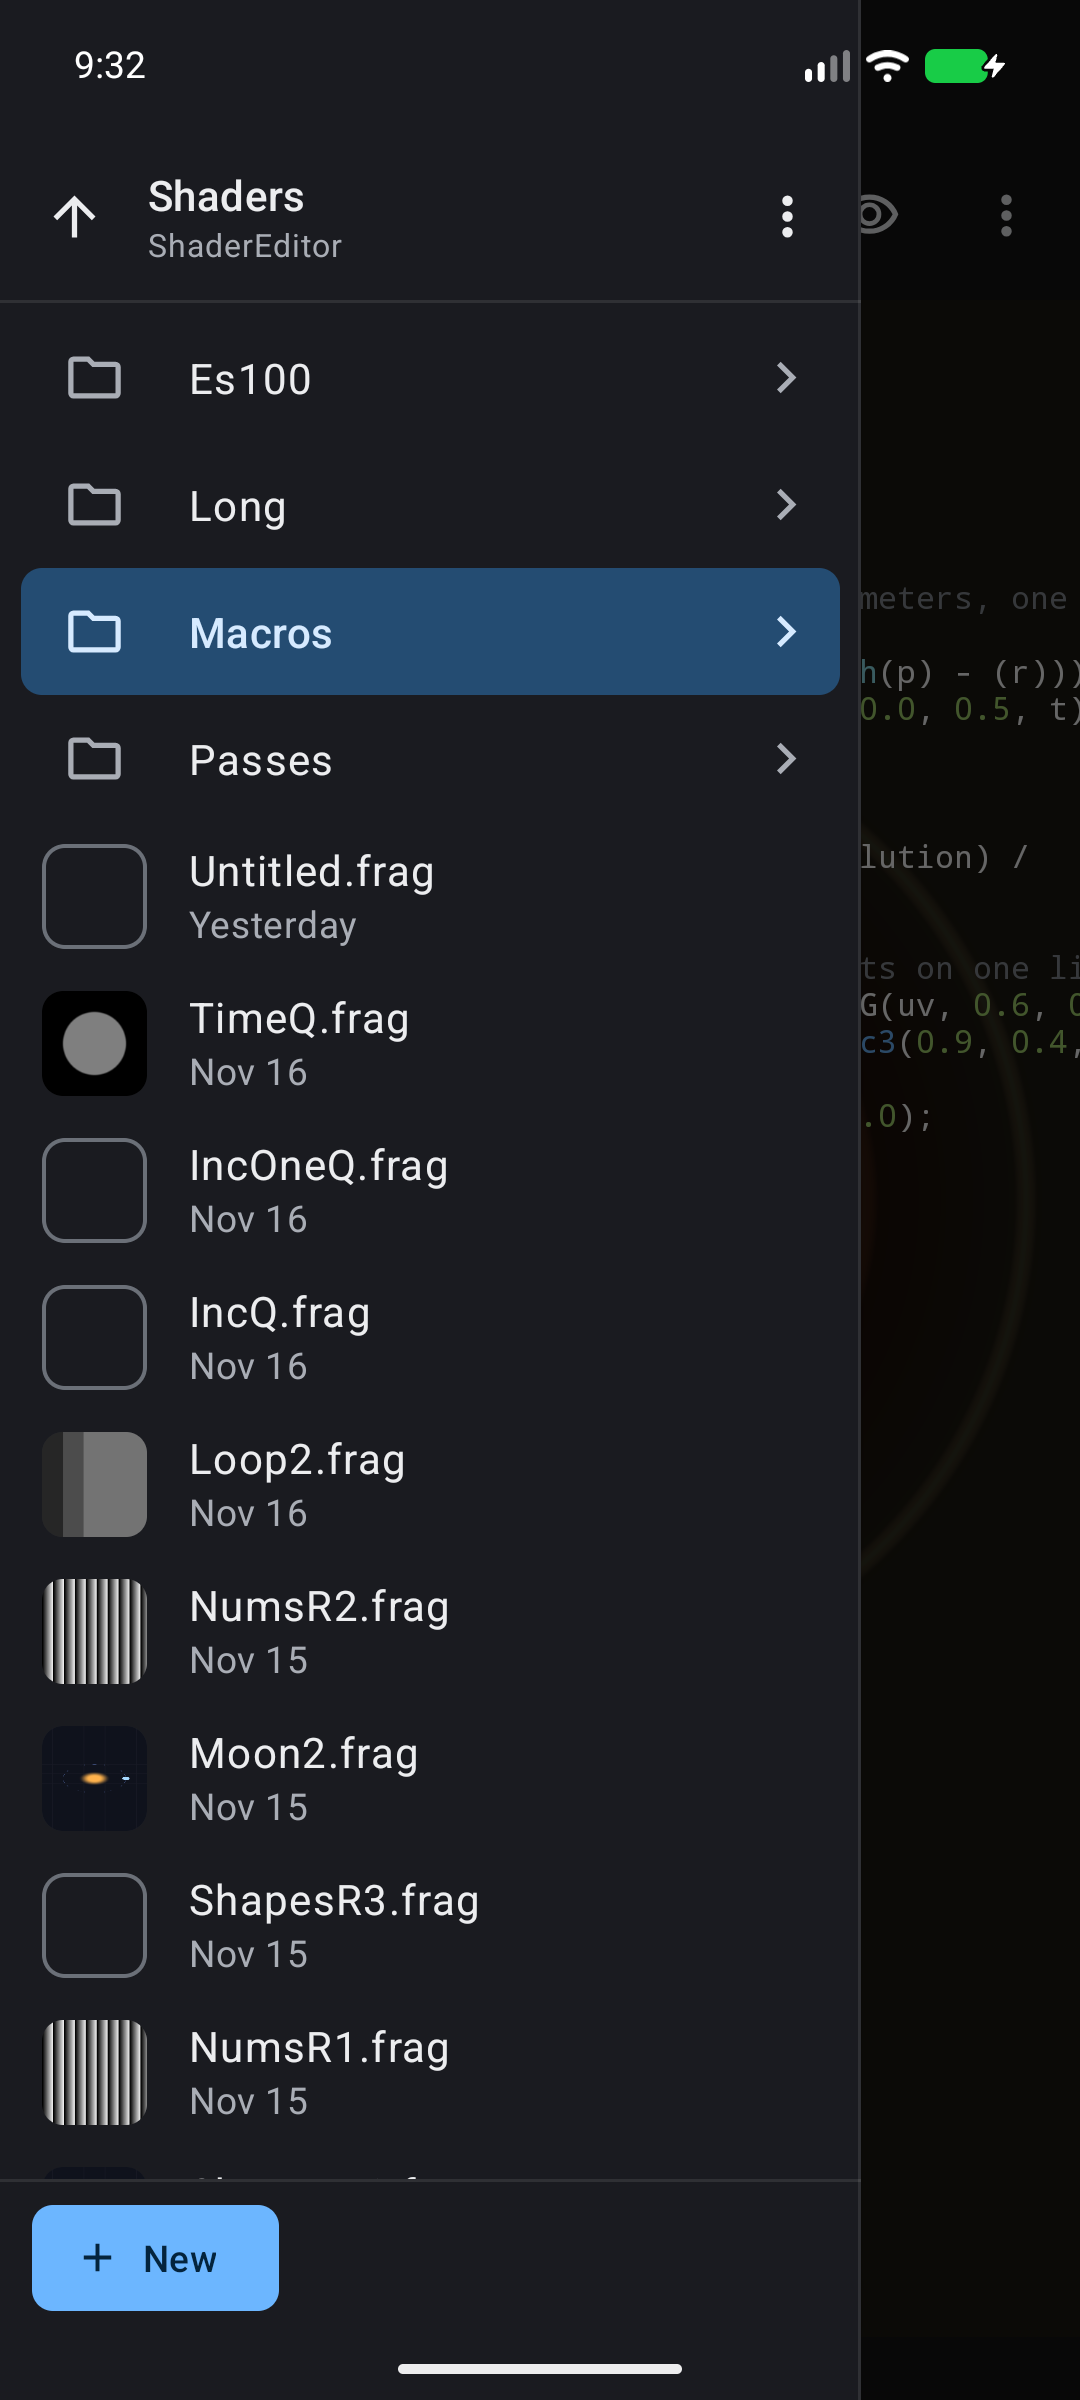 9:32
Shaders
ShaderEditor
Es100
Long
Macros
Passes
Untitled.frag
Yesterday
TimeQ.frag
Nov 16
IncOneQ.frag
Nov 16
IncQ.frag
Nov 16
Loop2.frag
Nov 16
NumsR2.frag
Nov 15
Moon2.frag
Nov 15
ShapesR3.frag
Nov 15
NumsR1.frag
Nov 15
New
meters, one
h(p) - (r)))
0.0, 0.5, t)
lution) /
ts on one li
G(uv, 0.6, 0
c3(0.9, 0.4,
.0);